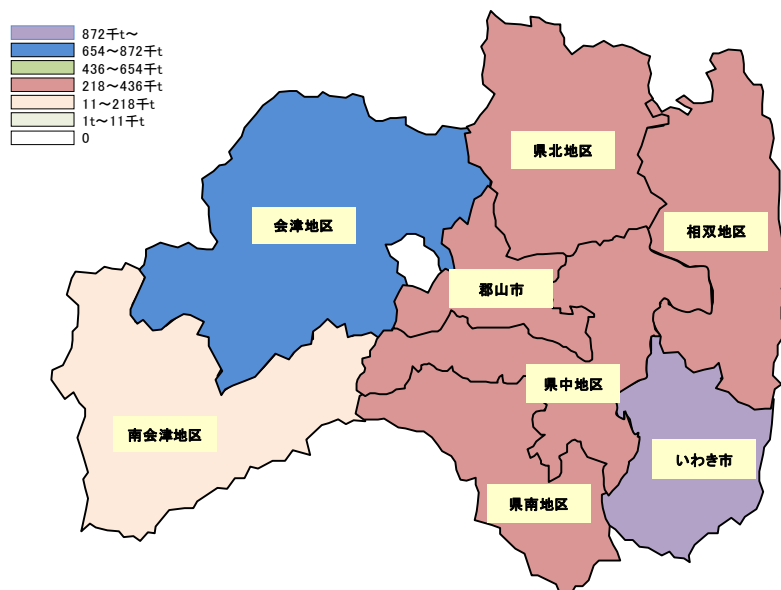 872千t～
654～872千t
436～654千t
218～436千t
11～218千t
1t～11千t
0
県北地区
会津地区
相双地区
郡山市
県中地区
南会津地区
いわき市
県南地区